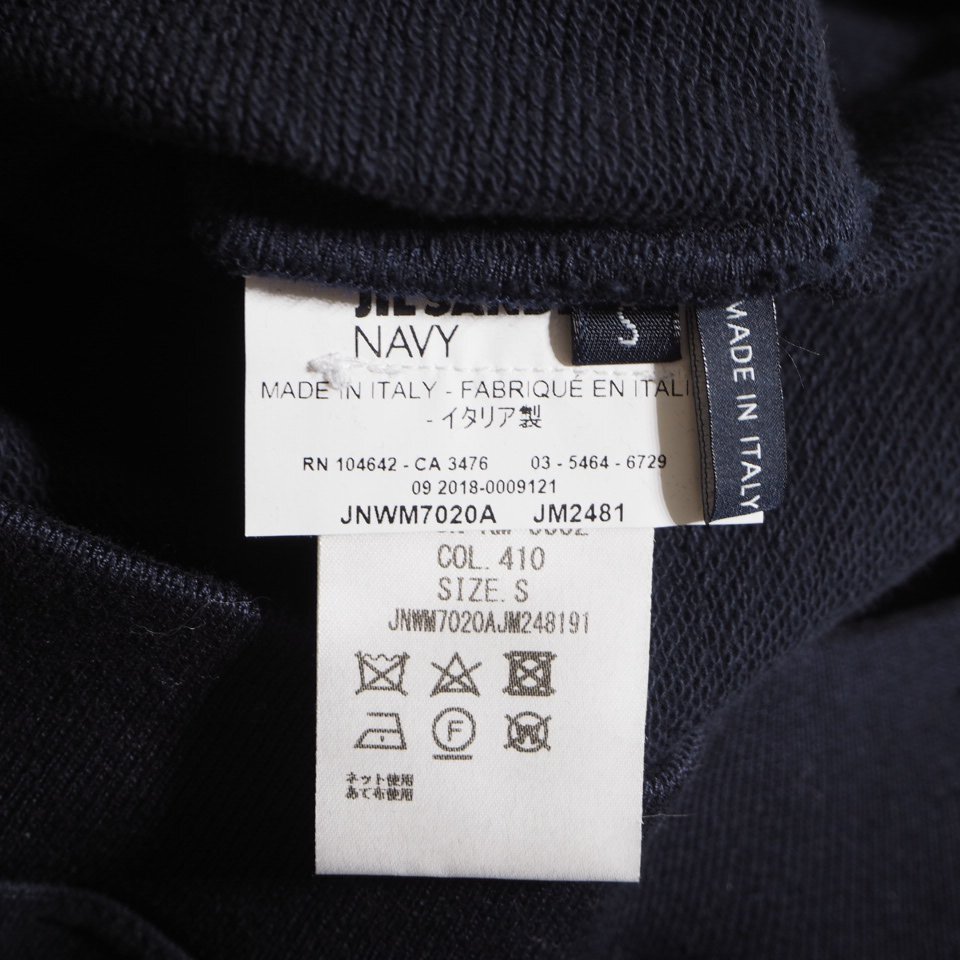 JIL SANDER
NAVY
S
MADE IN ITALY
MADE IN ITALY - FABRIQUÉ EN ITALI
- イタリア製
RN 104642 - CA 3476 03 - 5464 - 6729
09 2018-0009121
JNWM7020A JM2481
COL. 410
SIZE. S
JNWM7020AJM248191
F
W
ネット使用
あて布使用